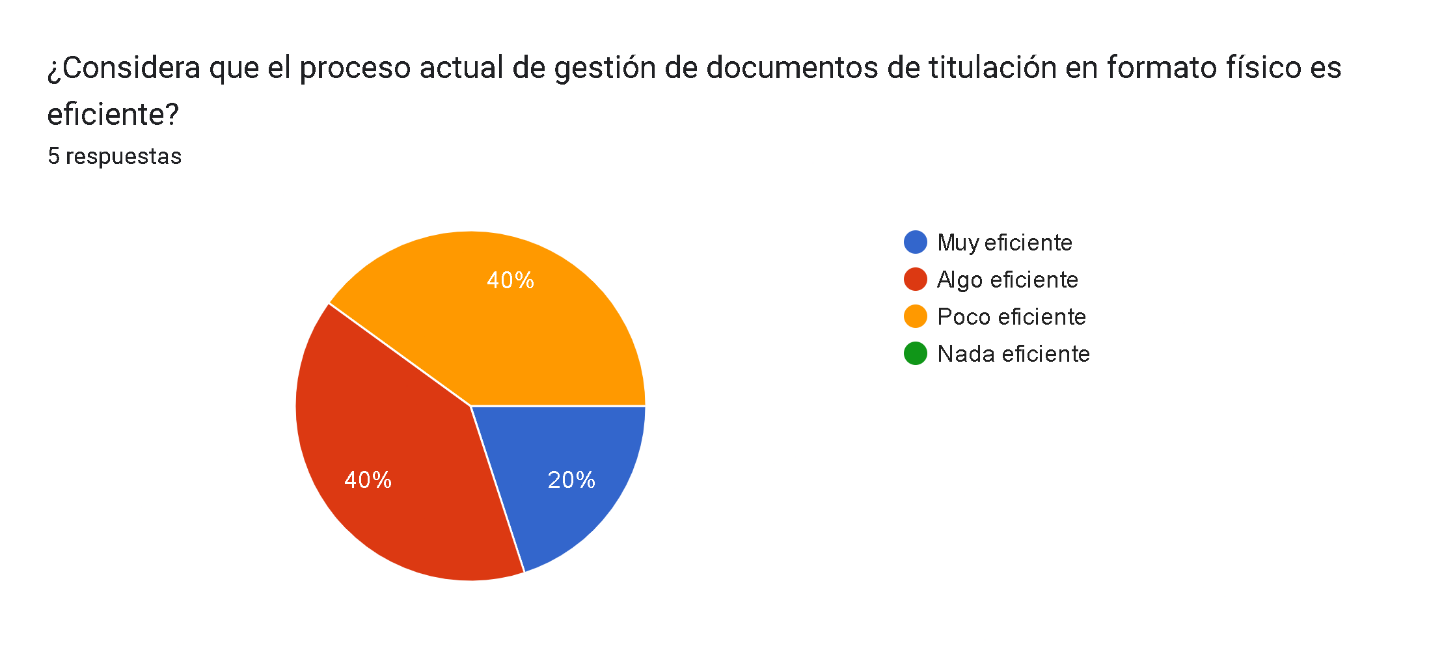 ¿Considera que el proceso actual de gestión de documentos de titulación en formato físico es
eficiente?
5 respuestas
Muy eficiente
Algo eficiente
Poco eficiente
Nada eficiente
40%
40%
20%